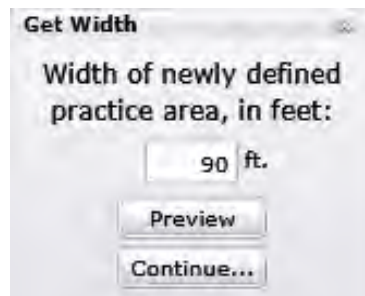 Get Width
Width of newly defined
practice area, in feet:
90 ft.
Preview
Continue...